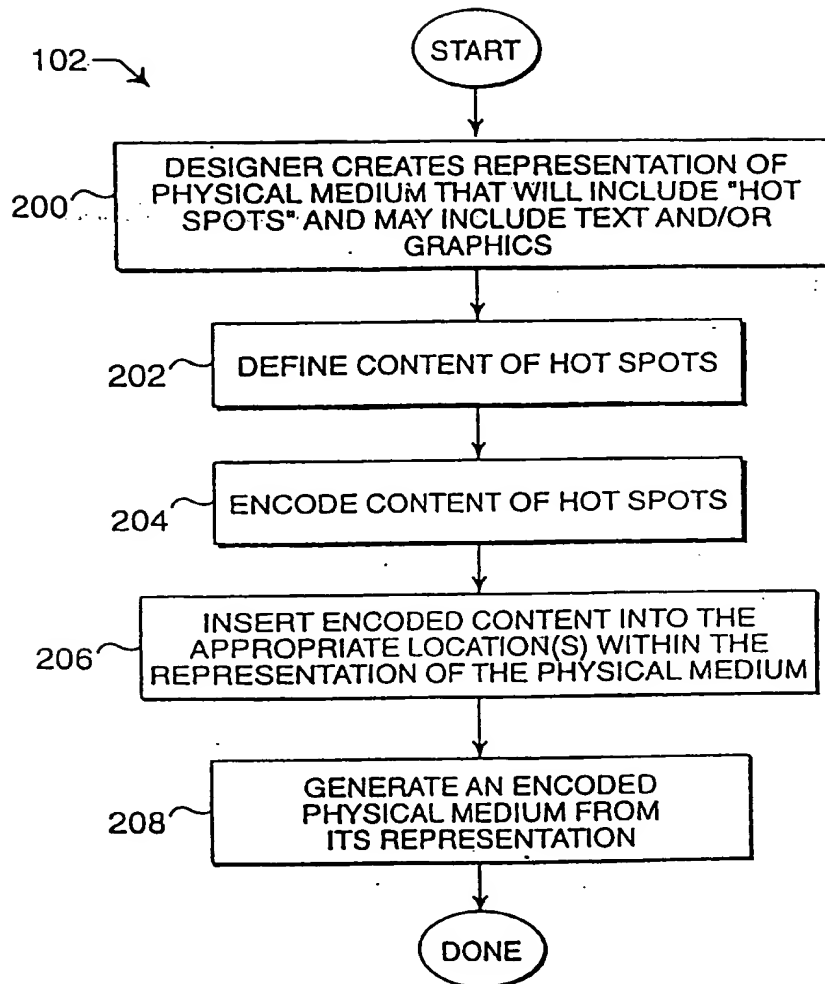 102
START
200
DESIGNER CREATES REPRESENTATION OF
PHYSICAL MEDIUM THAT WILL INCLUDE "HOT
SPOTS" AND MAY INCLUDE TEXT AND/OR
GRAPHICS
202
DEFINE CONTENT OF HOT SPOTS
204
ENCODE CONTENT OF HOT SPOTS
206
INSERT ENCODED CONTENT INTO THE
APPROPRIATE LOCATION(S) WITHIN THE
REPRESENTATION OF THE PHYSICAL MEDIUM
208
GENERATE AN ENCODED
PHYSICAL MEDIUM FROM
ITS REPRESENTATION
DONE